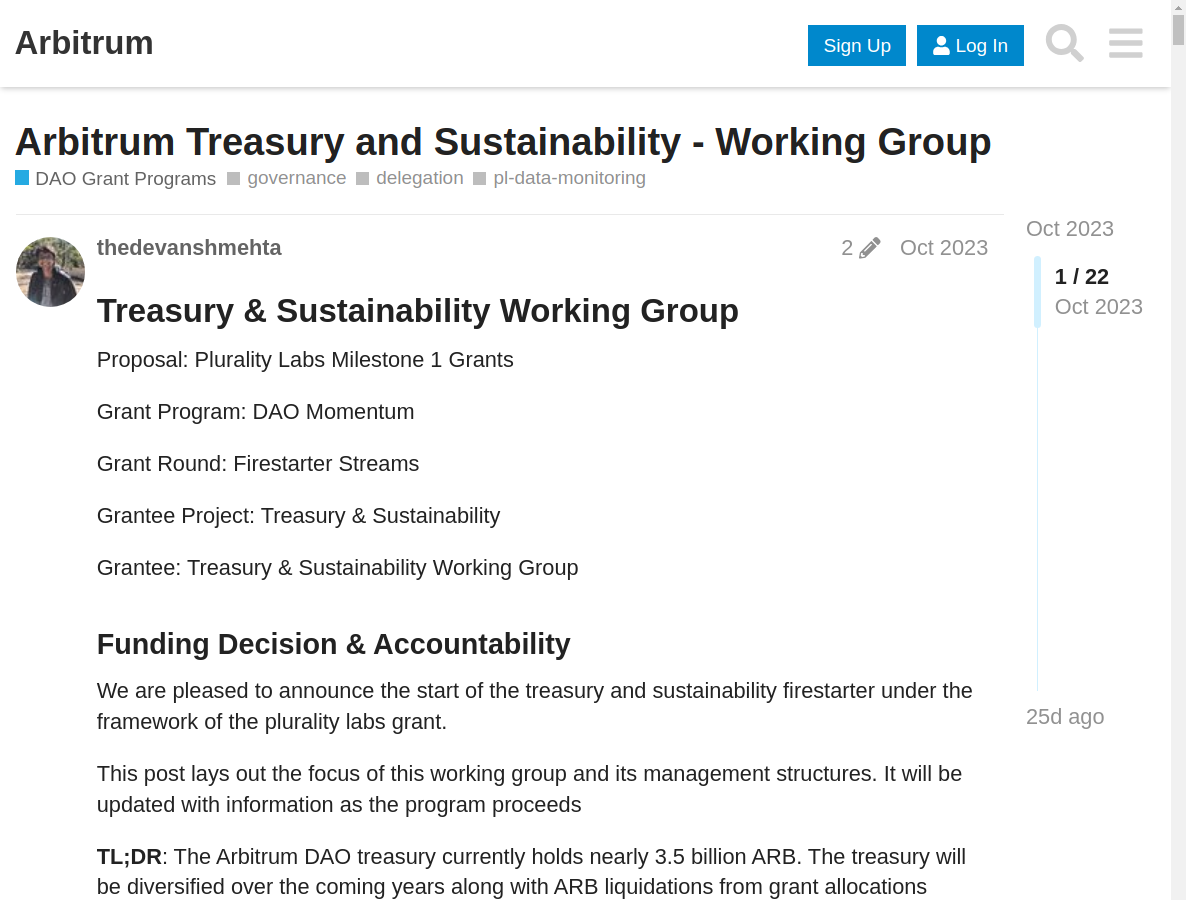 Arbitrum
Sign Up
Log In
Arbitrum Treasury and Sustainability - Working Group
DAO Grant Programs governance delegation pl-data-monitoring
thedevanshmehta
2
Oct 2023
Oct 2023
1 / 22
Oct 2023
25d ago
Treasury & Sustainability Working Group
Proposal: Plurality Labs Milestone 1 Grants
Grant Program: DAO Momentum
Grant Round: Firestarter Streams
Grantee Project: Treasury & Sustainability
Grantee: Treasury & Sustainability Working Group
Funding Decision & Accountability
We are pleased to announce the start of the treasury and sustainability firestarter under the
framework of the plurality labs grant.
This post lays out the focus of this working group and its management structures. It will be
updated with information as the program proceeds
TL;DR: The Arbitrum DAO treasury currently holds nearly 3.5 billion ARB. The treasury will
be diversified over the coming years along with ARB liquidations from grant allocations